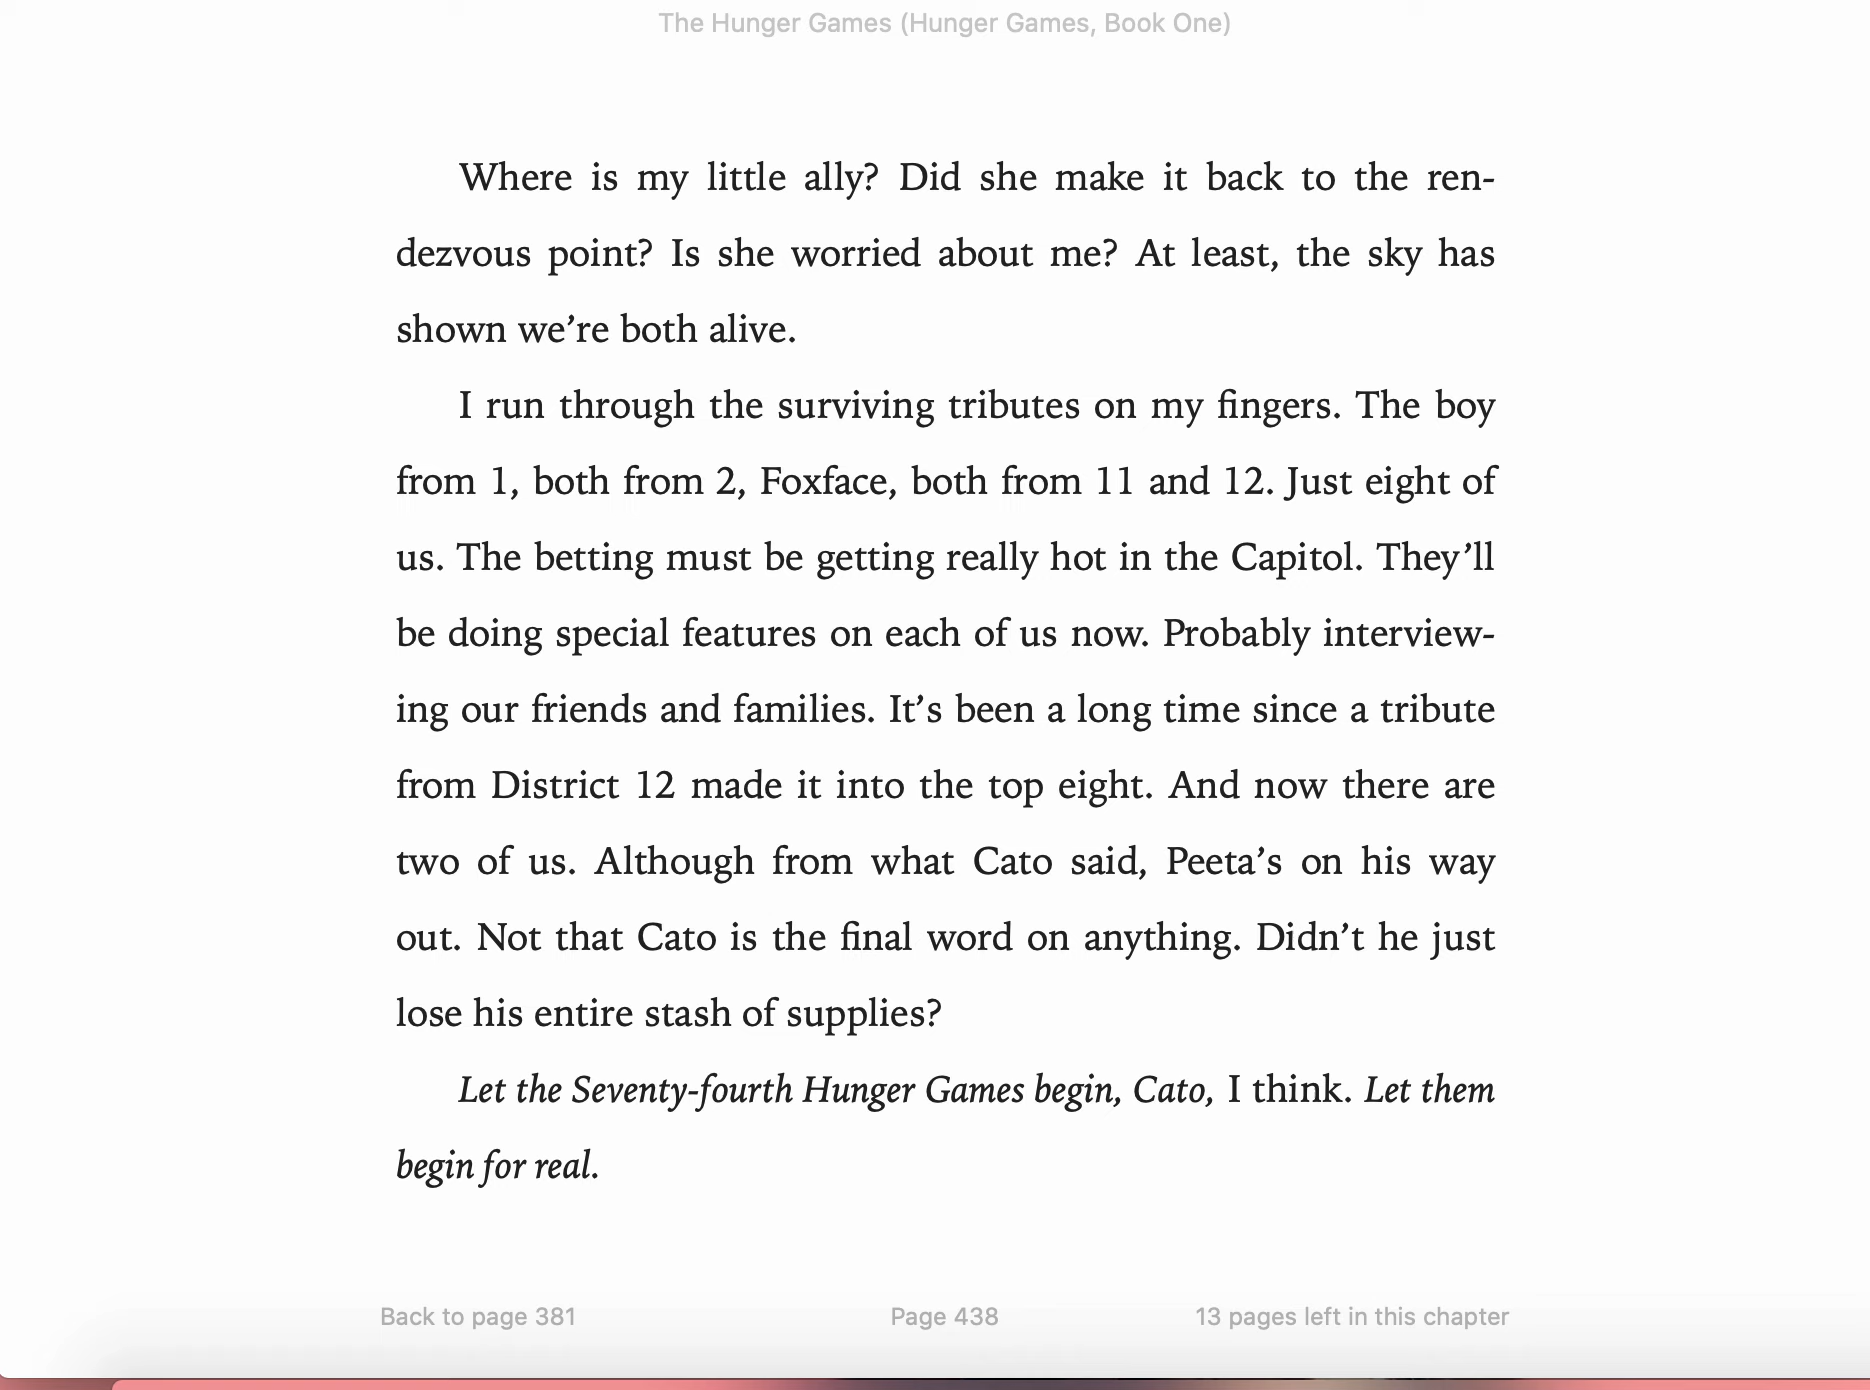 The Hunger Games (Hunger Games, Book One)
Where is my little ally? Did she make it back to the ren-
dezvous point? Is she worried about me? At least, the sky has
shown we’re both alive.
I run through the surviving tributes on my fingers. The boy
from 1, both from 2, Foxface, both from 11 and 12. Just eight of
us. The betting must be getting really hot in the Capitol. They’ll
be doing special features on each of us now. Probably interview-
ing our friends and families. It’s been a long time since a tribute
from District 12 made it into the top eight. And now there are
two of us. Although from what Cato said, Peeta’s on his way
out. Not that Cato is the final word on anything. Didn’t he just
lose his entire stash of supplies?
Let the Seventy-fourth Hunger Games begin, Cato, I think. Let them
begin for real.
Back to page 381
Page 438
13 pages left in this chapter